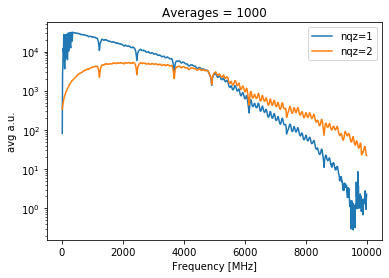 Averages = 1000
nqz=1
nqz=2
avg a.u.
10⁴
10³
10²
10¹
10⁰
0 2000 4000 6000 8000 10000
Frequency [MHz]